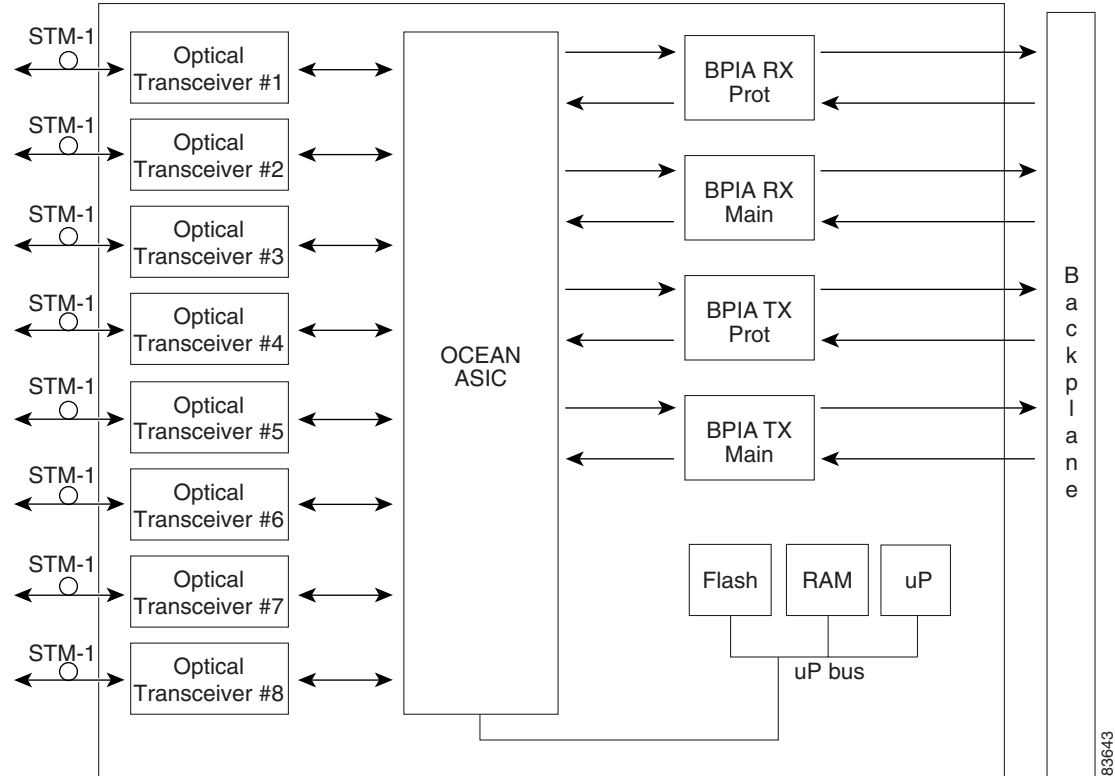 STM-1
Optical
Transceiver #1
STM-1
Optical
Transceiver #2
STM-1
Optical
Transceiver #3
STM-1
Optical
Transceiver #4
STM-1
Optical
Transceiver #5
STM-1
Optical
Transceiver #6
STM-1
Optical
Transceiver #7
STM-1
Optical
Transceiver #8
OCEAN
ASIC
BPIA RX
Prot
BPIA RX
Main
BPIA TX
Prot
BPIA TX
Main
Flash
RAM
uP
uP bus
Backplane
83643